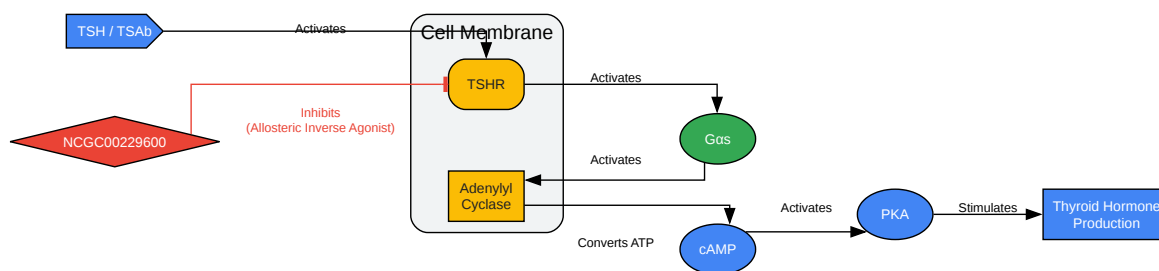 TSH / TSAb
Activates
Cell Membrane
TSHR
Activates
Inhibits
(Allosteric Inverse Agonist)
NCGC00229600
Gαs
Activates
Adenylyl
Cyclase
Converts ATP
cAMP
Activates
PKA
Stimulates
Thyroid Hormone
Production